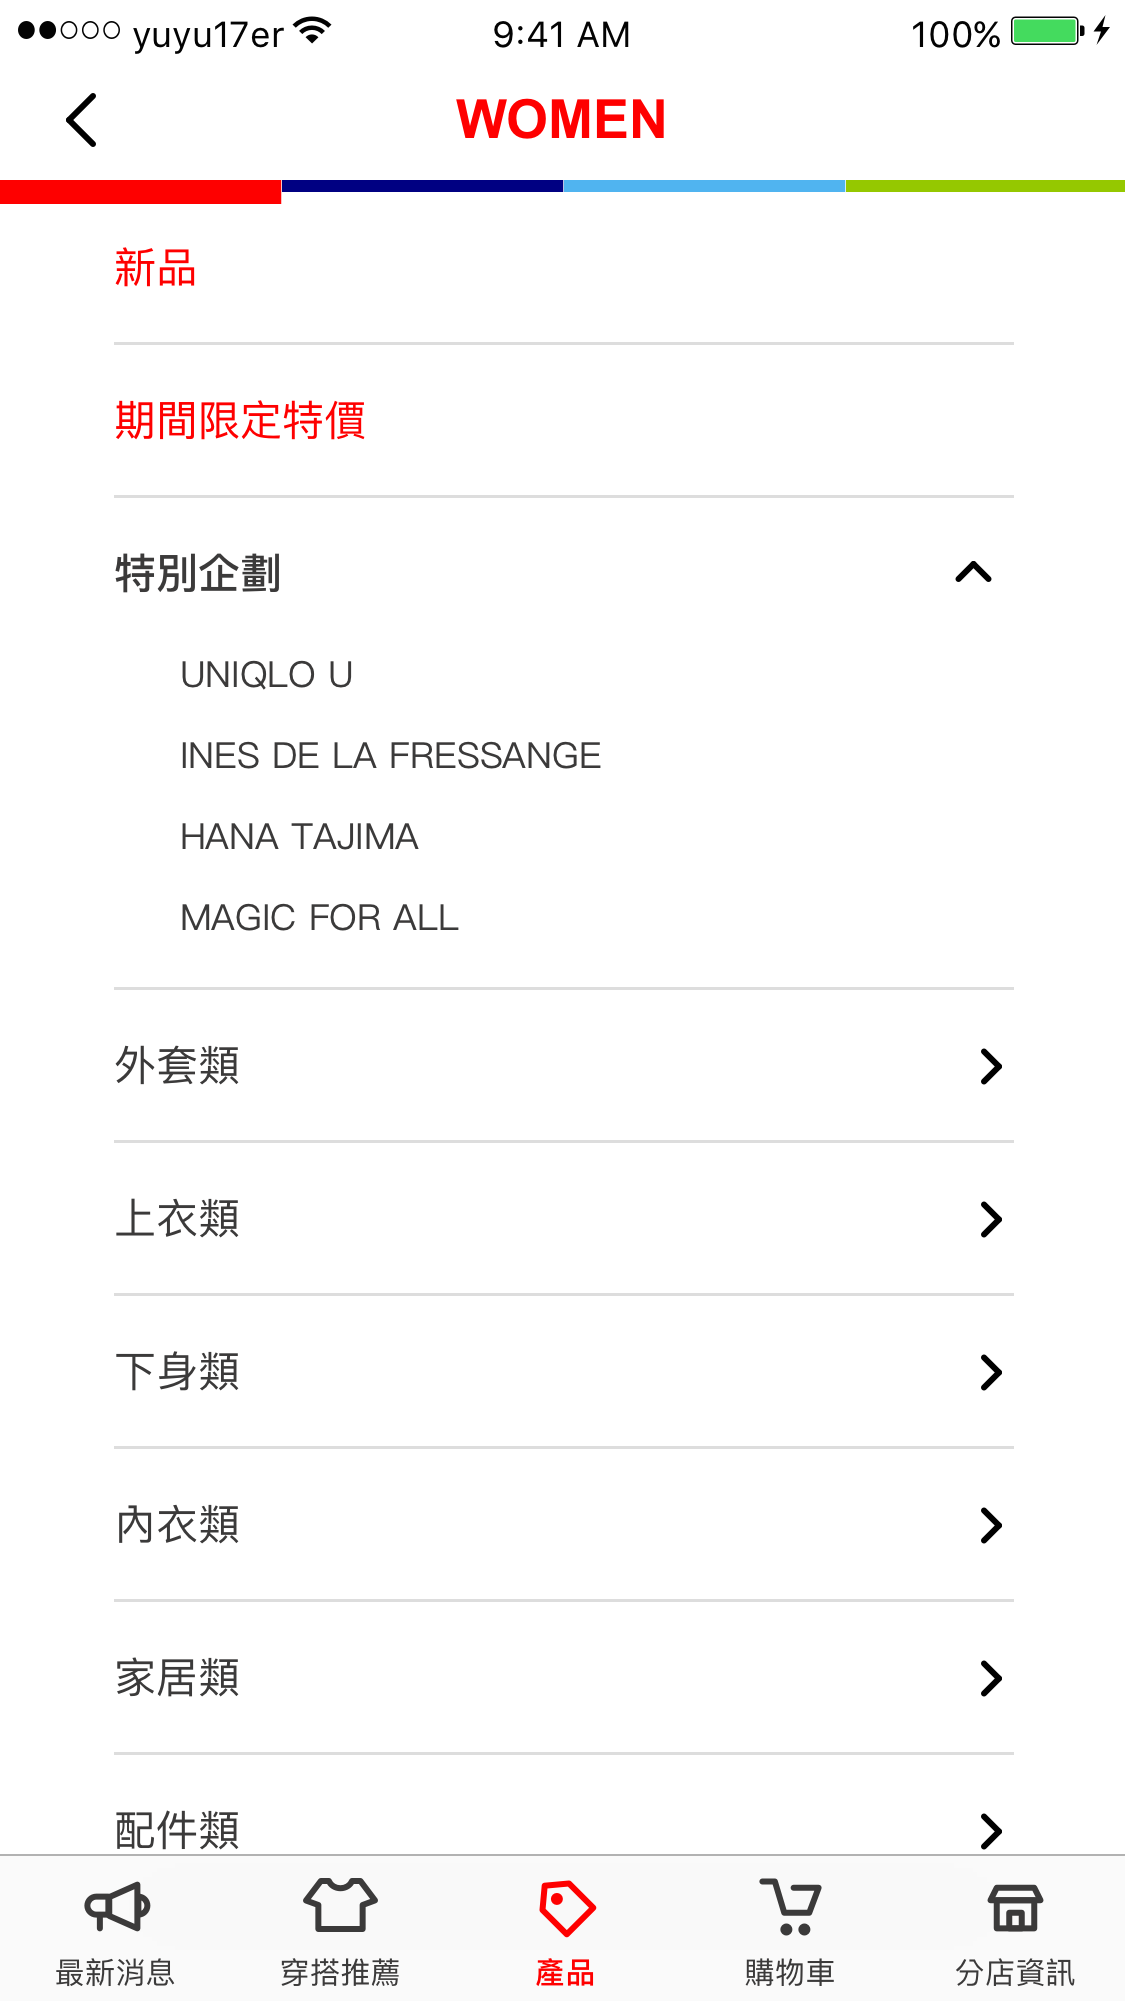 yuyu17er 9:41 AM 100%
WOMEN
新品
期間限定特價
特別企劃
UNIQLO U
INES DE LA FRESSANGE
HANA TAJIMA
MAGIC FOR ALL
外套類
上衣類
下身類
內衣類
家居類
配件類
最新消息 穿搭推薦 產品 購物車 分店資訊